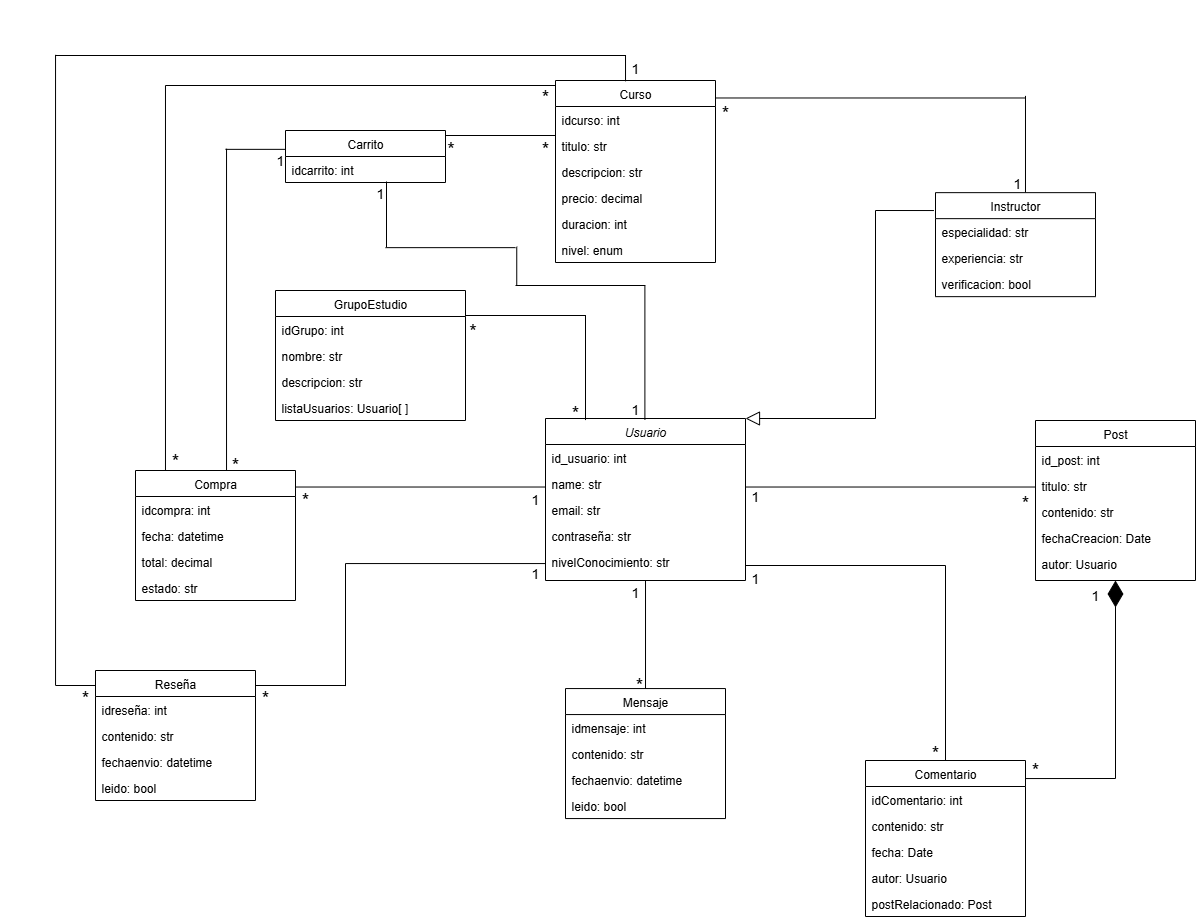 1
*
Curso
idcurso: int
titulo: str
descripcion: str
precio: decimal
duracion: int
nivel: enum
*
*
Carrito
idcarrito: int
*
1
1
1
Instructor
especialidad: str
experiencia: str
verificacion: bool
GrupoEstudio
idGrupo: int
nombre: str
descripcion: str
listaUsuarios: Usuario[ ]
*
*
1
Usuario
id_usuario: int
name: str
email: str
contraseña: str
nivelConocimiento: str
Post
id_post: int
titulo: str
contenido: str
fechaCreacion: Date
autor: Usuario
*
*
Compra
idcompra: int
fecha: datetime
total: decimal
estado: str
*
1
1
*
1
1
1
1
Reseña
idreseña: int
contenido: str
fechaenvio: datetime
leido: bool
*
*
*
Mensaje
idmensaje: int
contenido: str
fechaenvio: datetime
leido: bool
*
*
Comentario
idComentario: int
contenido: str
fecha: Date
autor: Usuario
postRelacionado: Post